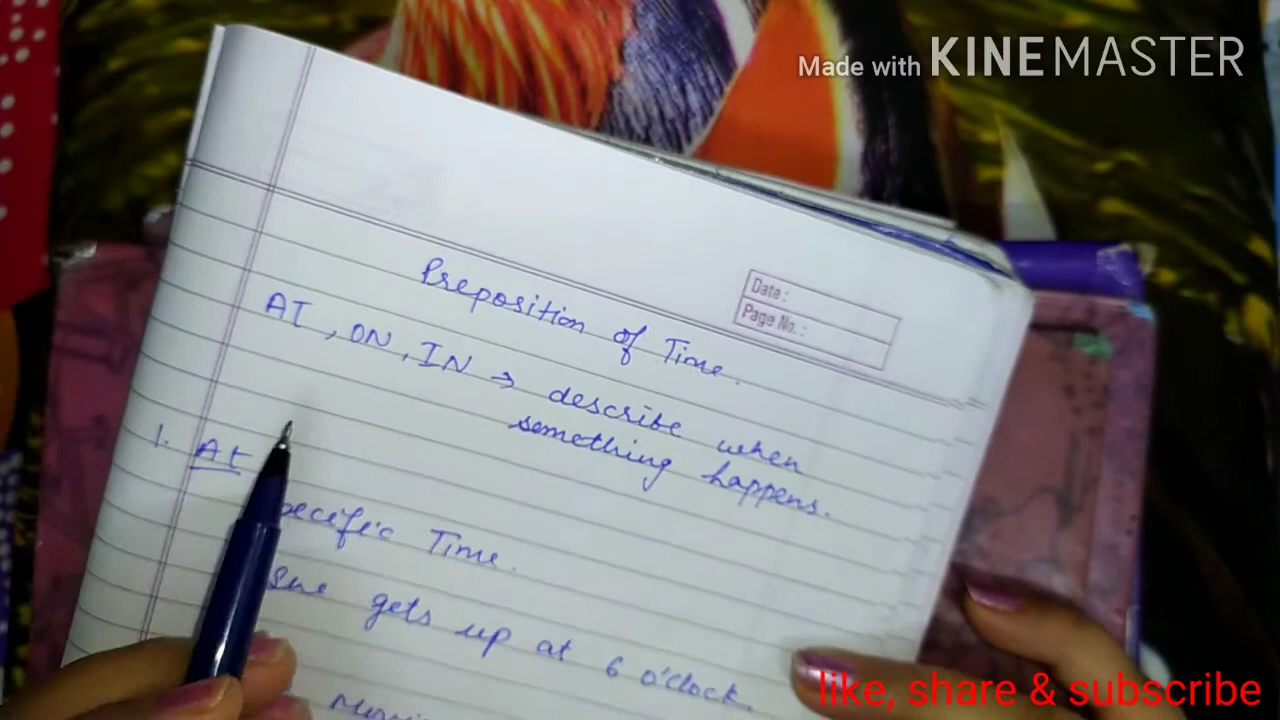 Made with KINEMASTER
Date :
Page No. :
Preposition of Time.
AT, ON, IN → describe when
something happens.
1. At
pecific Time.
gets up at 6 o'clock.
like, share & subscribe